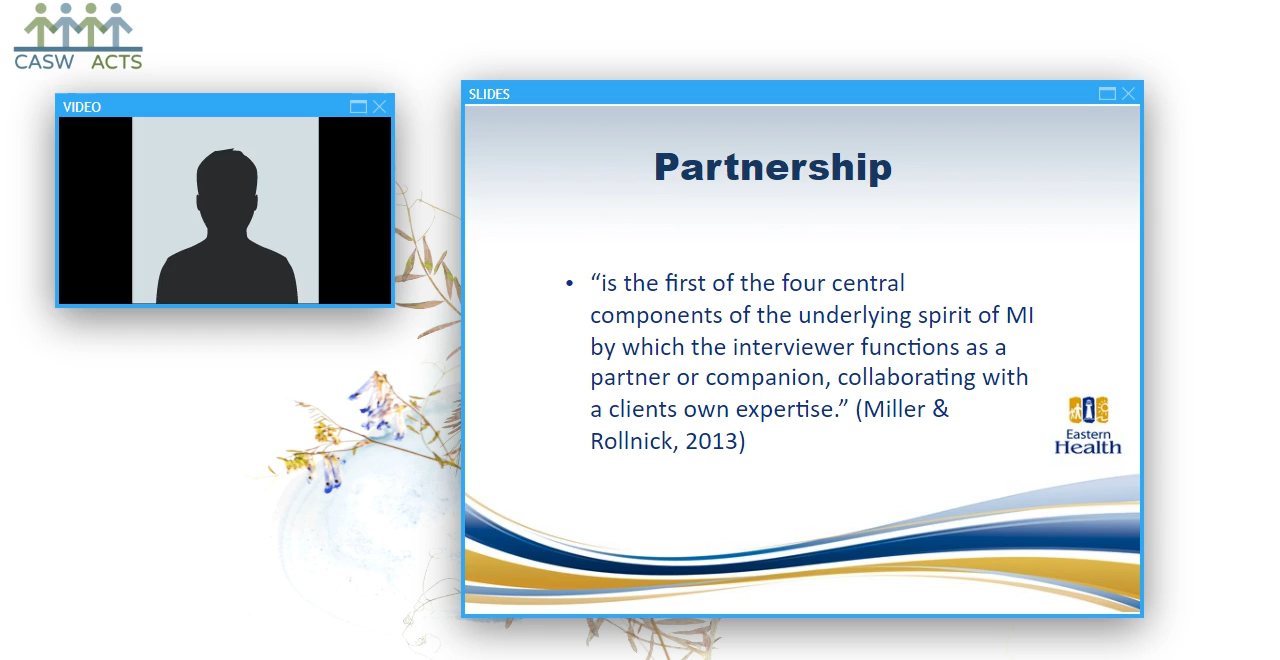 CASW ACTS
VIDEO
SLIDES
Partnership
• “is the first of the four central
components of the underlying spirit of MI
by which the interviewer functions as a
partner or companion, collaborating with
a clients own expertise.” (Miller &
Rollnick, 2013)
Eastern
Health